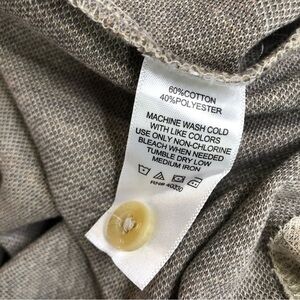 60%COTTON
40%POLYESTER
MACHINE WASH COLD
WITH LIKE COLORS
USE ONLY NON-CHLORINE
BLEACH WHEN NEEDED
TUMBLE DRY LOW
MEDIUM IRON